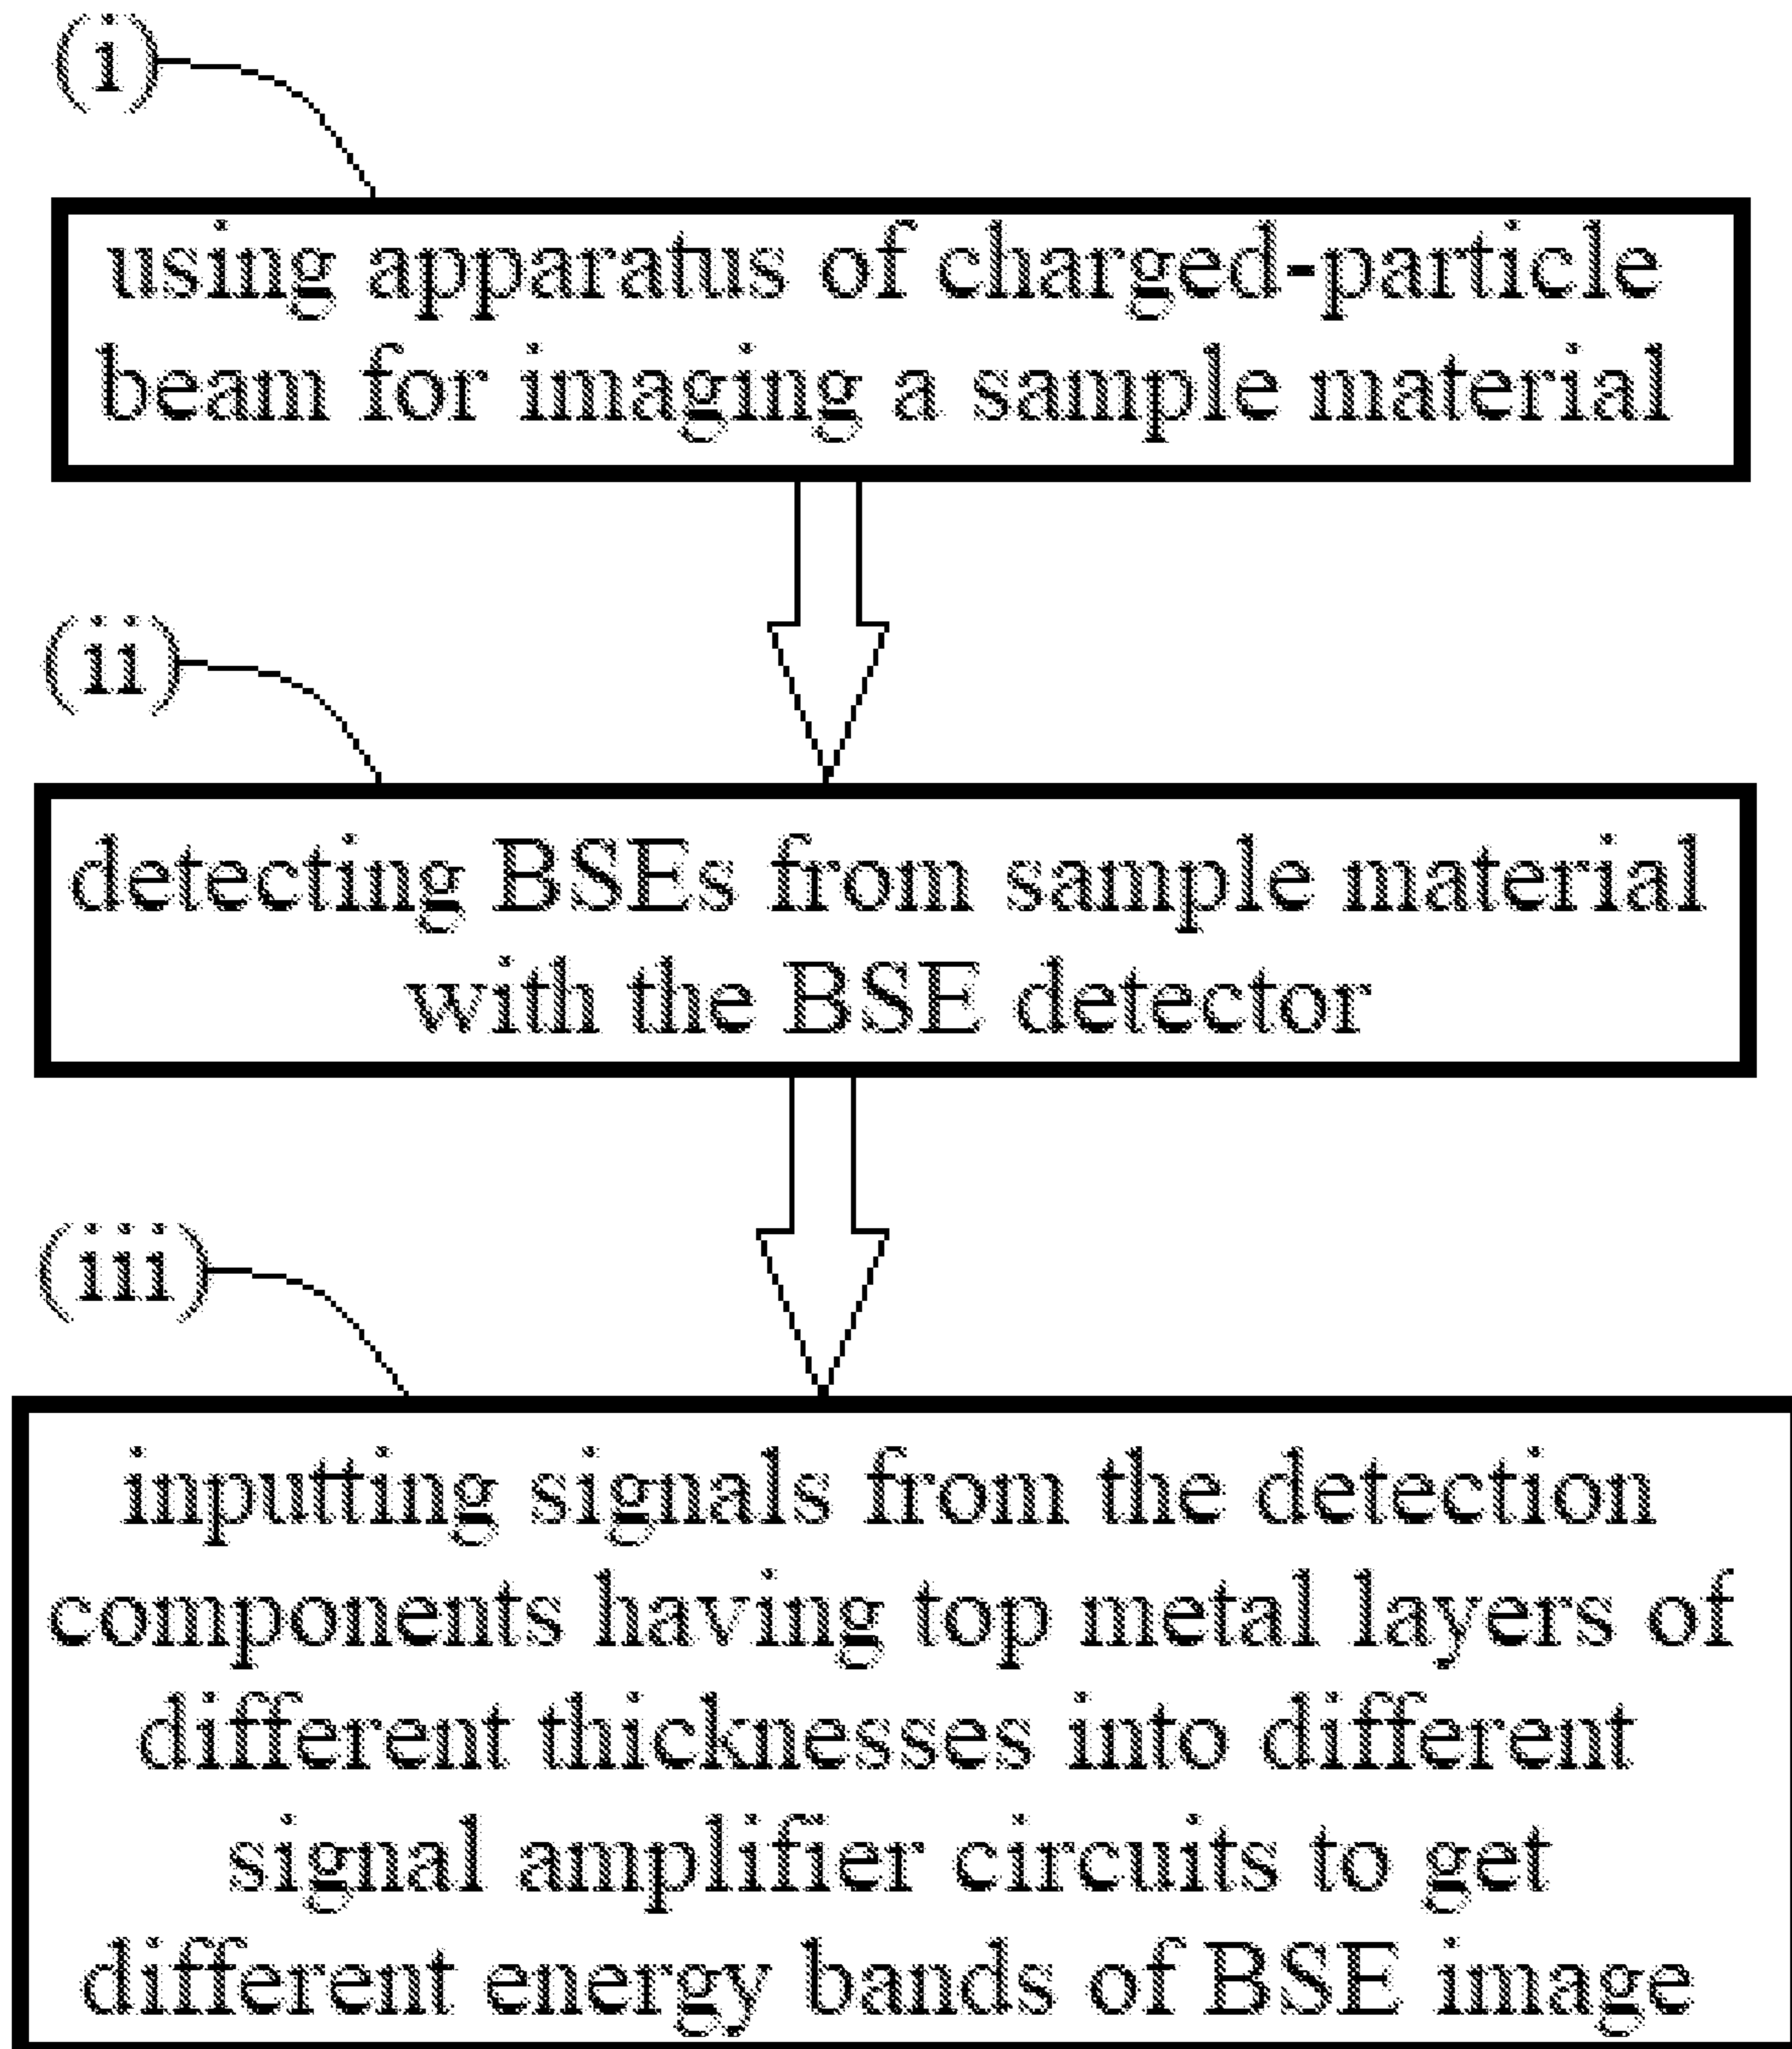 (i)
using apparatus of charged-particle
beam for imaging a sample material
(ii)
detecting BSEs from sample material
with the BSE detector
(iii)
inputting signals from the detection
components having top metal layers of
different thicknesses into different
signal amplifier circuits to get
different energy bands of BSE image